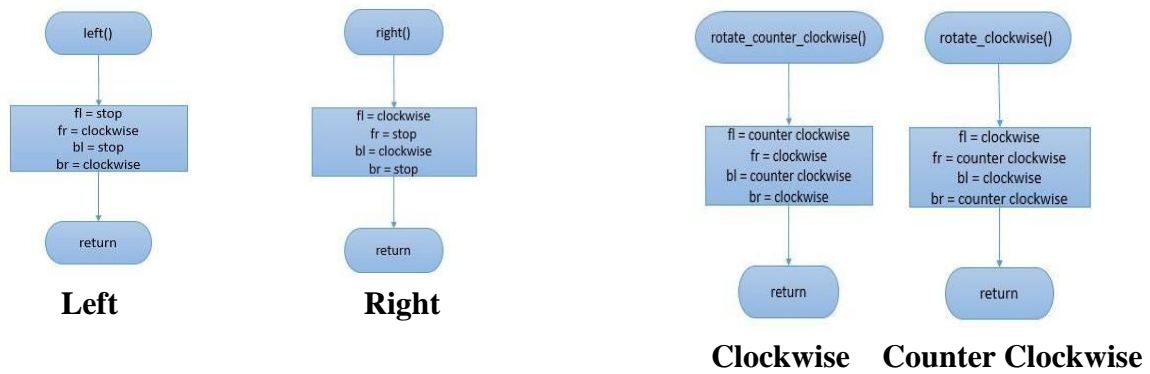 left()
fl = stop
fr = clockwise
bl = stop
br = clockwise
return
Left
right()
fl = clockwise
fr = stop
bl = clockwise
br = stop
return
Right
rotate_counter_clockwise()
fl = counter clockwise
fr = clockwise
bl = counter clockwise
br = clockwise
return
Clockwise
rotate_clockwise()
fl = clockwise
fr = counter clockwise
bl = clockwise
br = counter clockwise
return
Counter Clockwise